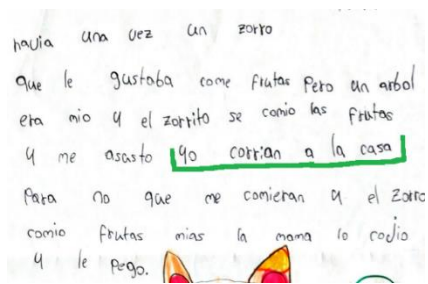 havia una vez un zorro
que le gustaba come frutas Pero un arbol
era mio y el zorrito se comio las frutas
y me asusto yo corrian a la casa
Para no que me comieran y el zorro
comio frutas mias la mama lo codio
y le Pego.